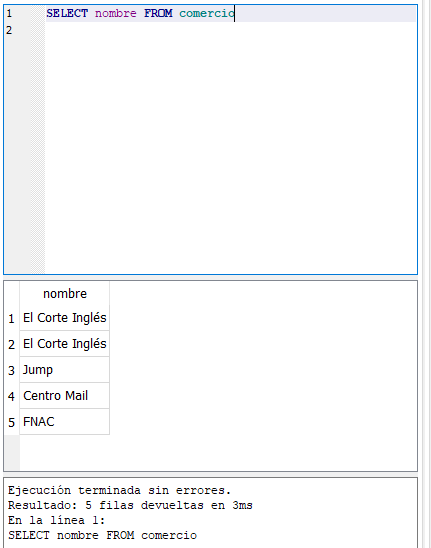 1 SELECT nombre FROM comercio
2
nombre
1 El Corte Inglés
2 El Corte Inglés
3 Jump
4 Centro Mail
5 FNAC
Ejecución terminada sin errores.
Resultado: 5 filas devueltas en 3ms
En la línea 1:
SELECT nombre FROM comercio